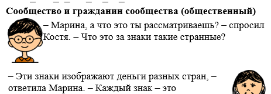 Сообщество и гражданин сообщества (общественный)
– Марина, а что это ты рассматриваешь? – спросил
Костя. – Что это за знаки такие странные?
– Эти знаки изображают деньги разных стран, –
ответила Марина. – Каждый знак – это